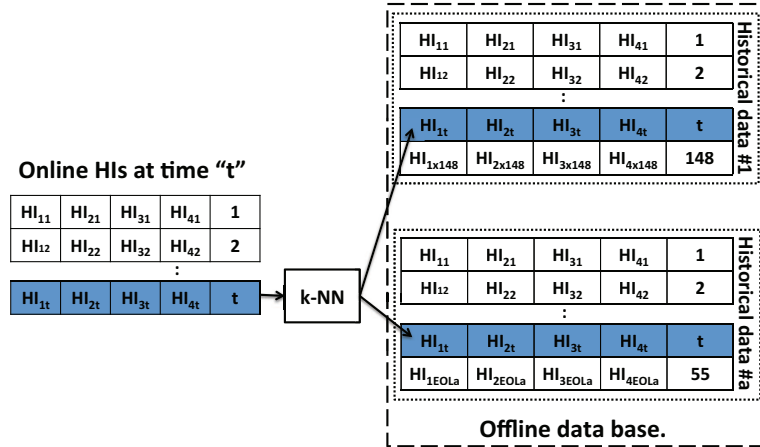 HI11 HI21 HI31 HI41 1
HI12 HI22 HI32 HI42 2
:
HI1t HI2t HI3t HI4t t
HI1x148 HI2x148 HI3x148 HI4x148 148
Historical data #1
Online HIs at time “t”
HI11 HI21 HI31 HI41 1
HI12 HI22 HI32 HI42 2
:
HI1t HI2t HI3t HI4t t
k-NN
HI11 HI21 HI31 HI41 1
HI12 HI22 HI32 HI42 2
:
HI1t HI2t HI3t HI4t t
HI1EOLa HI2EOLa HI3EOLa HI4EOLa 55
Historical data #a
Offline data base.